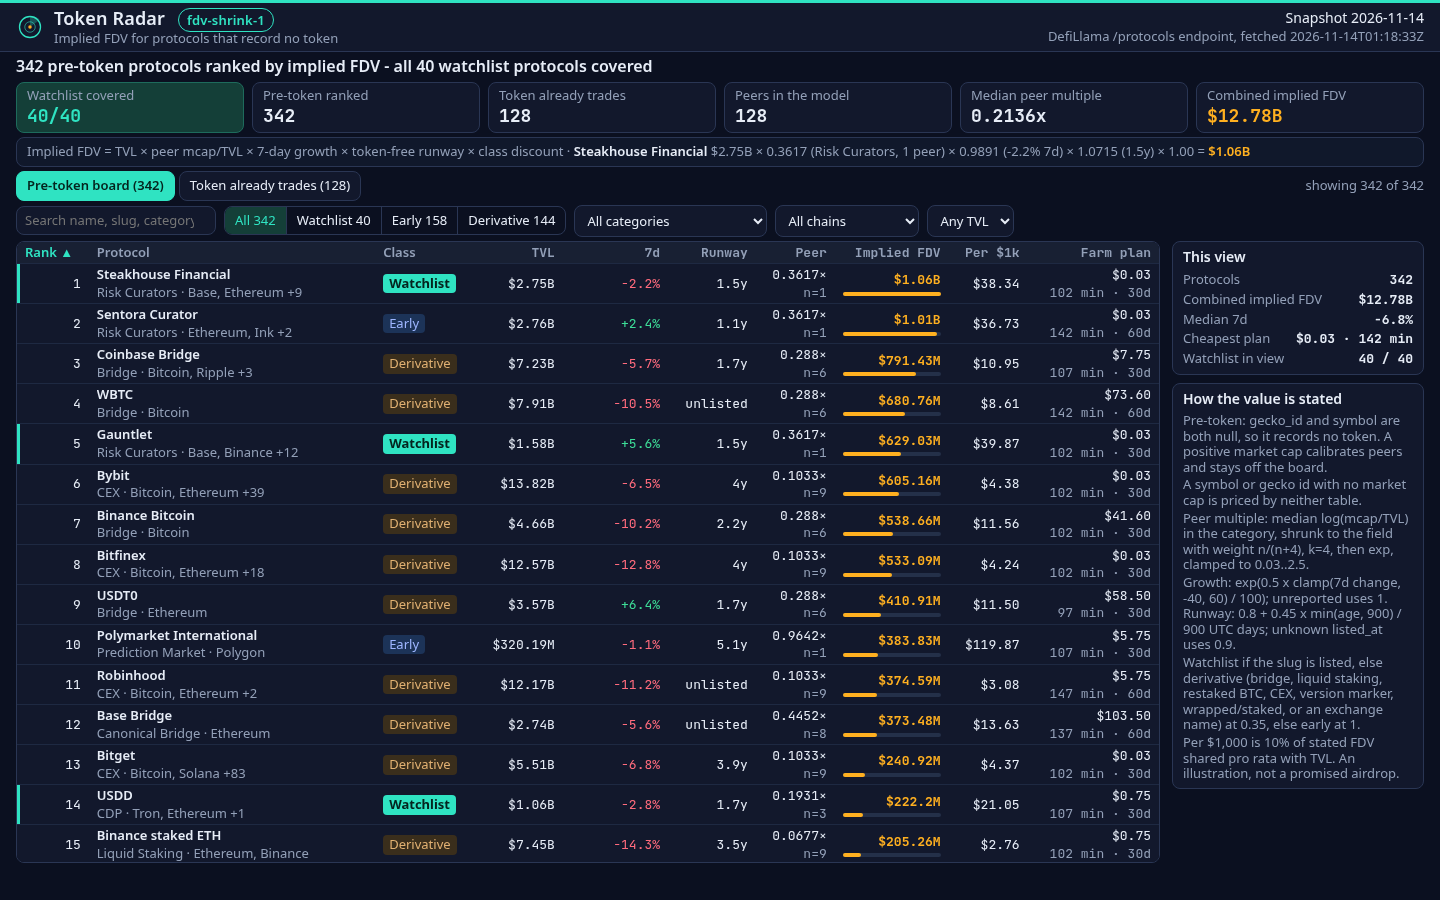 Token Radar fdv-shrink-1
Implied FDV for protocols that record no token
Snapshot 2026-11-14
DefiLlama /protocols endpoint, fetched 2026-11-14T01:18:33Z
342 pre-token protocols ranked by implied FDV - all 40 watchlist protocols covered
Watchlist covered
40/40
Pre-token ranked
342
Token already trades
128
Peers in the model
128
Median peer multiple
0.2136x
Combined implied FDV
$12.78B
Implied FDV = TVL × peer mcap/TVL × 7-day growth × token-free runway × class discount · Steakhouse Financial $2.75B × 0.3617 (Risk Curators, 1 peer) × 0.9891 (-2.2% 7d) × 1.0715 (1.5y) × 1.00 = $1.06B
Pre-token board (342) Token already trades (128) showing 342 of 342
Search name, slug, category All 342 Watchlist 40 Early 158 Derivative 144 All categories All chains Any TVL
Rank ▲ Protocol Class TVL 7d Runway Peer Implied FDV Per $1k Farm plan
1 Steakhouse Financial Watchlist $2.75B -2.2% 1.5y 0.3617× $1.06B $38.34 $0.03
Risk Curators · Base, Ethereum +9 n=1 102 min · 30d
2 Sentora Curator Early $2.76B +2.4% 1.1y 0.3617× $1.01B $36.73 $0.03
Risk Curators · Ethereum, Ink +2 n=1 142 min · 60d
3 Coinbase Bridge Derivative $7.23B -5.7% 1.7y 0.288× $791.43M $10.95 $7.75
Bridge · Bitcoin, Ripple +3 n=6 107 min · 30d
4 WBTC Derivative $7.91B -10.5% unlisted 0.288× $680.76M $8.61 $73.60
Bridge · Bitcoin n=6 142 min · 60d
5 Gauntlet Watchlist $1.58B +5.6% 1.5y 0.3617× $629.03M $39.87 $0.03
Risk Curators · Base, Binance +12 n=1 102 min · 30d
6 Bybit Derivative $13.82B -6.5% 4y 0.1033× $605.16M $4.38 $0.03
CEX · Bitcoin, Ethereum +39 n=9 102 min · 30d
7 Binance Bitcoin Derivative $4.66B -10.2% 2.2y 0.288× $538.66M $11.56 $41.60
Bridge · Bitcoin n=6 102 min · 30d
8 Bitfinex Derivative $12.57B -12.8% 4y 0.1033× $533.09M $4.24 $0.03
CEX · Bitcoin, Ethereum +18 n=9 102 min · 30d
9 USDT0 Derivative $3.57B +6.4% 1.7y 0.288× $410.91M $11.50 $58.50
Bridge · Ethereum n=6 97 min · 30d
10 Polymarket International Early $320.19M -1.1% 5.1y 0.9642× $383.83M $119.87 $5.75
Prediction Market · Polygon n=1 107 min · 30d
11 Robinhood Derivative $12.17B -11.2% unlisted 0.1033× $374.59M $3.08 $5.75
CEX · Bitcoin, Ethereum +2 n=9 147 min · 60d
12 Base Bridge Derivative $2.74B -5.6% unlisted 0.4452× $373.48M $13.63 $103.50
Canonical Bridge · Ethereum n=8 137 min · 60d
13 Bitget Derivative $5.51B -6.8% 3.9y 0.1033× $240.92M $4.37 $0.03
CEX · Bitcoin, Solana +83 n=9 102 min · 30d
14 USDD Watchlist $1.06B -2.8% 1.7y 0.1931× $222.2M $21.05 $0.75
CDP · Tron, Ethereum +1 n=3 107 min · 30d
15 Binance staked ETH Derivative $7.45B -14.3% 3.5y 0.0677× $205.26M $2.76 $0.75
Liquid Staking · Ethereum, Binance n=9 102 min · 30d
This view
Protocols 342
Combined implied FDV $12.78B
Median 7d -6.8%
Cheapest plan $0.03 · 142 min
Watchlist in view 40 / 40
How the value is stated
Pre-token: gecko_id and symbol are
both null, so it records no token. A
positive market cap calibrates peers
and stays off the board.
A symbol or gecko id with no market
cap is priced by neither table.
Peer multiple: median log(mcap/TVL)
in the category, shrunk to the field
with weight n/(n+4), k=4, then exp,
clamped to 0.03..2.5.
Growth: exp(0.5 x clamp(7d change,
-40, 60) / 100); unreported uses 1.
Runway: 0.8 + 0.45 x min(age, 900) /
900 UTC days; unknown listed_at
uses 0.9.
Watchlist if the slug is listed, else
derivative (bridge, liquid staking,
restaked BTC, CEX, version marker,
wrapped/staked, or an exchange
name) at 0.35, else early at 1.
Per $1,000 is 10% of stated FDV
shared pro rata with TVL. An
illustration, not a promised airdrop.